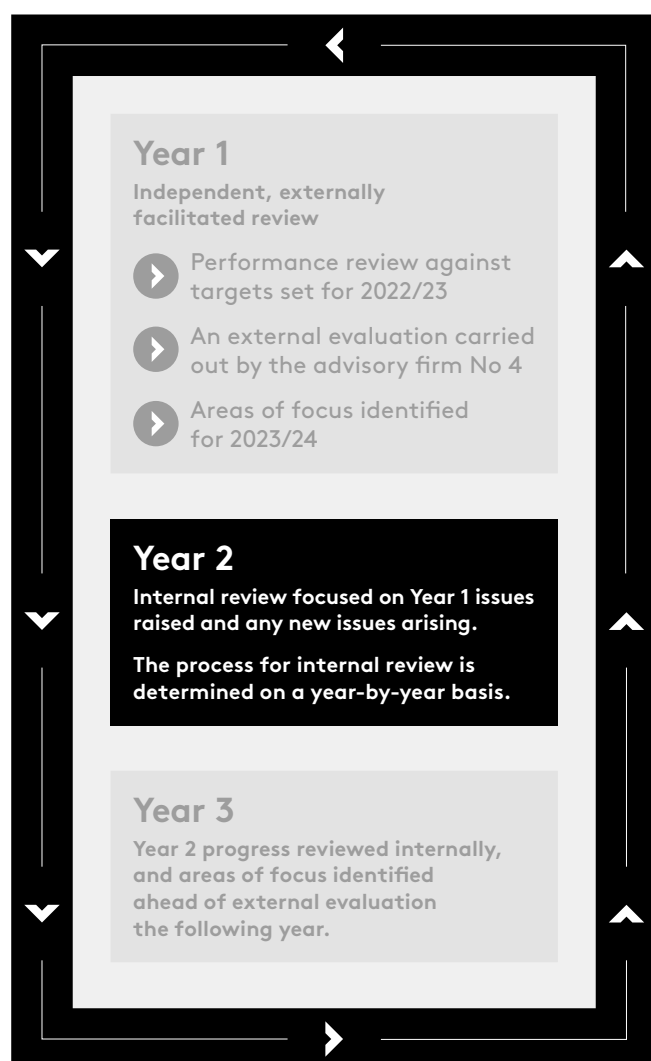 Year 1
Independent, externally
facilitated review
Performance review against
targets set for 2022/23
An external evaluation carried
out by the advisory firm No 4
Areas of focus identified
for 2023/24
Year 2
Internal review focused on Year 1 issues
raised and any new issues arising.
The process for internal review is
determined on a year-by-year basis.
Year 3
Year 2 progress reviewed internally,
and areas of focus identified
ahead of external evaluation
the following year.